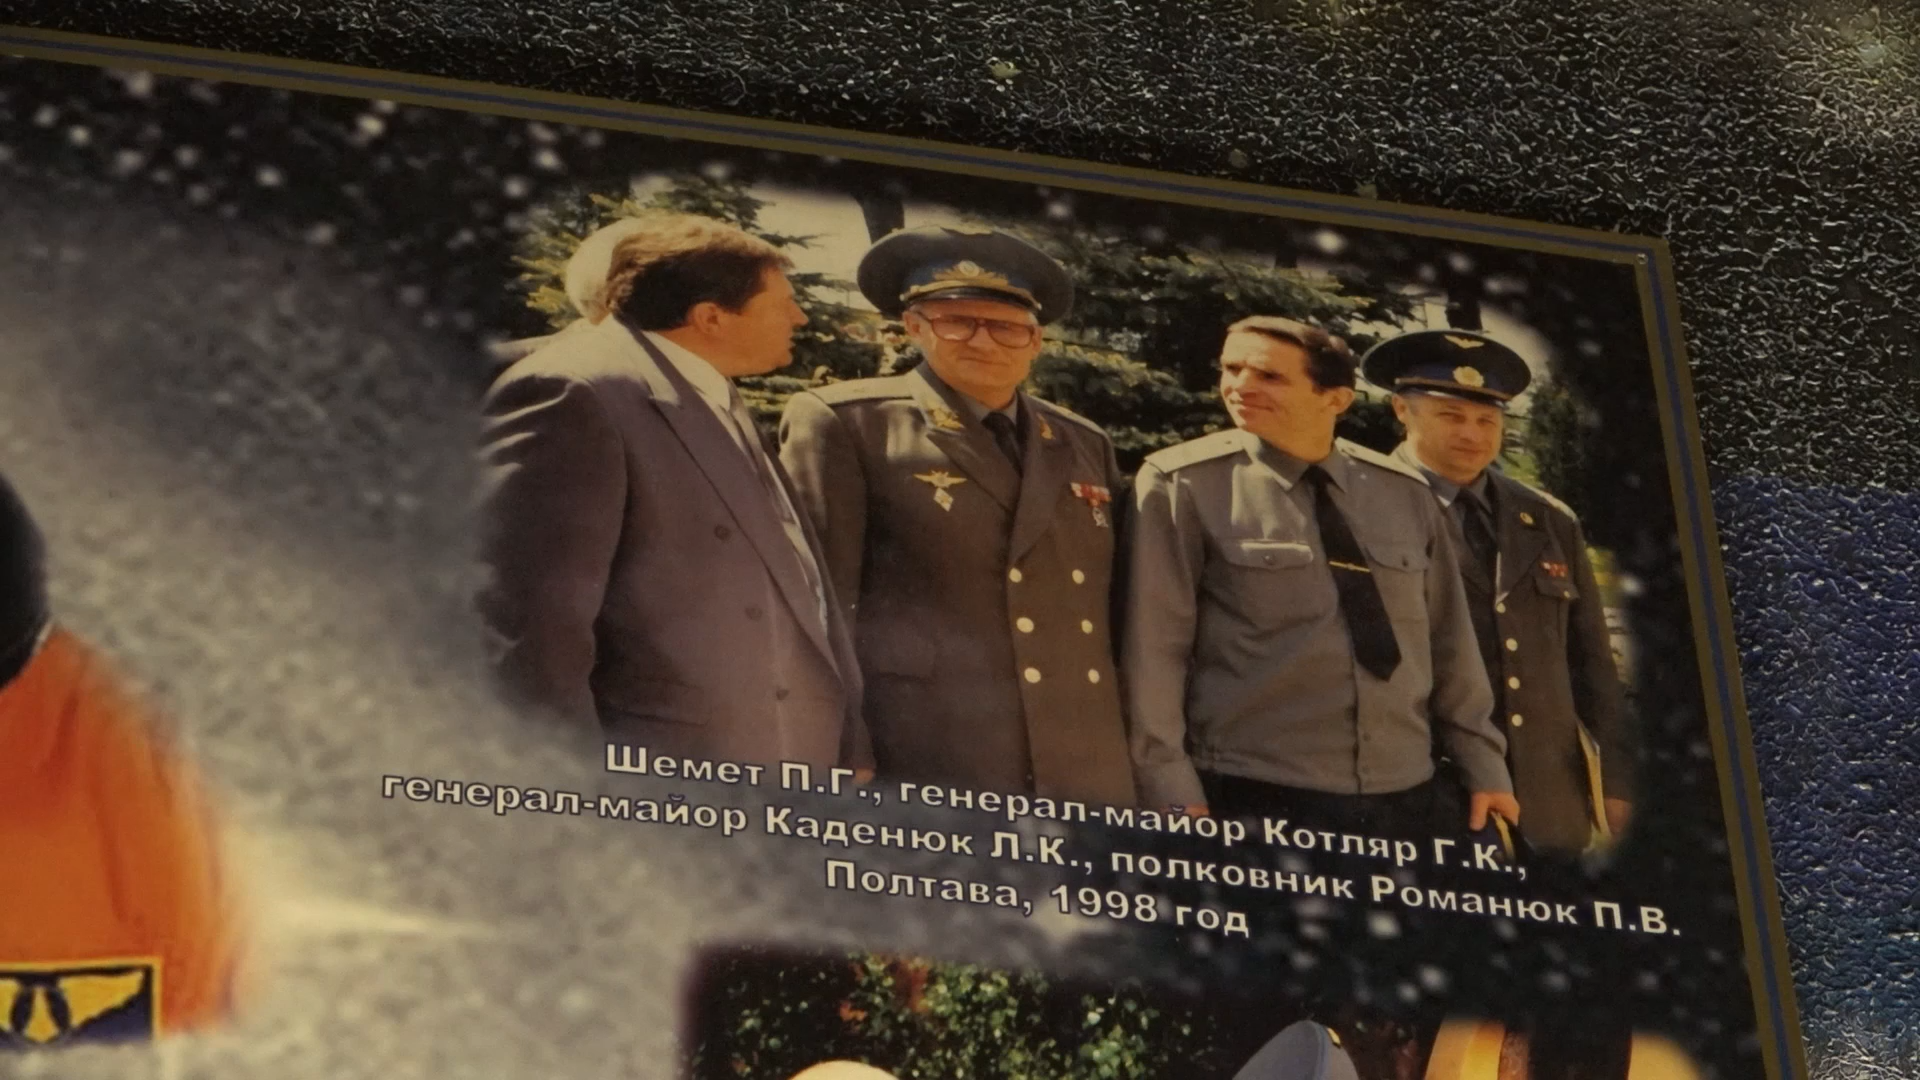 Шемет П.Г., генерал-майор Котляр Г.К.,
генерал-майор Каденюк Л.К., полковник Романюк П.В.
Полтава, 1998 год